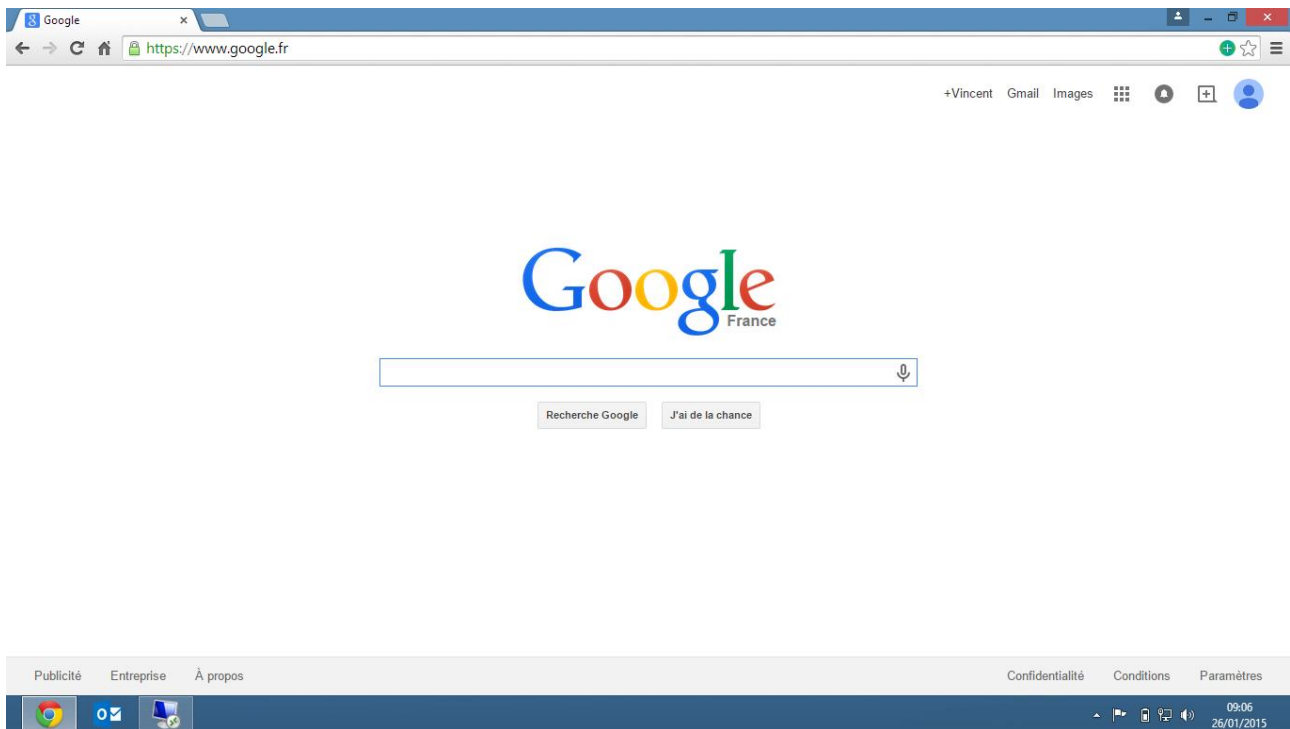 Google
https://www.google.fr
+Vincent Gmail Images
Google
France
Recherche Google J'ai de la chance
Publicité Entreprise À propos Confidentialité Conditions Paramètres
09:06
26/01/2015